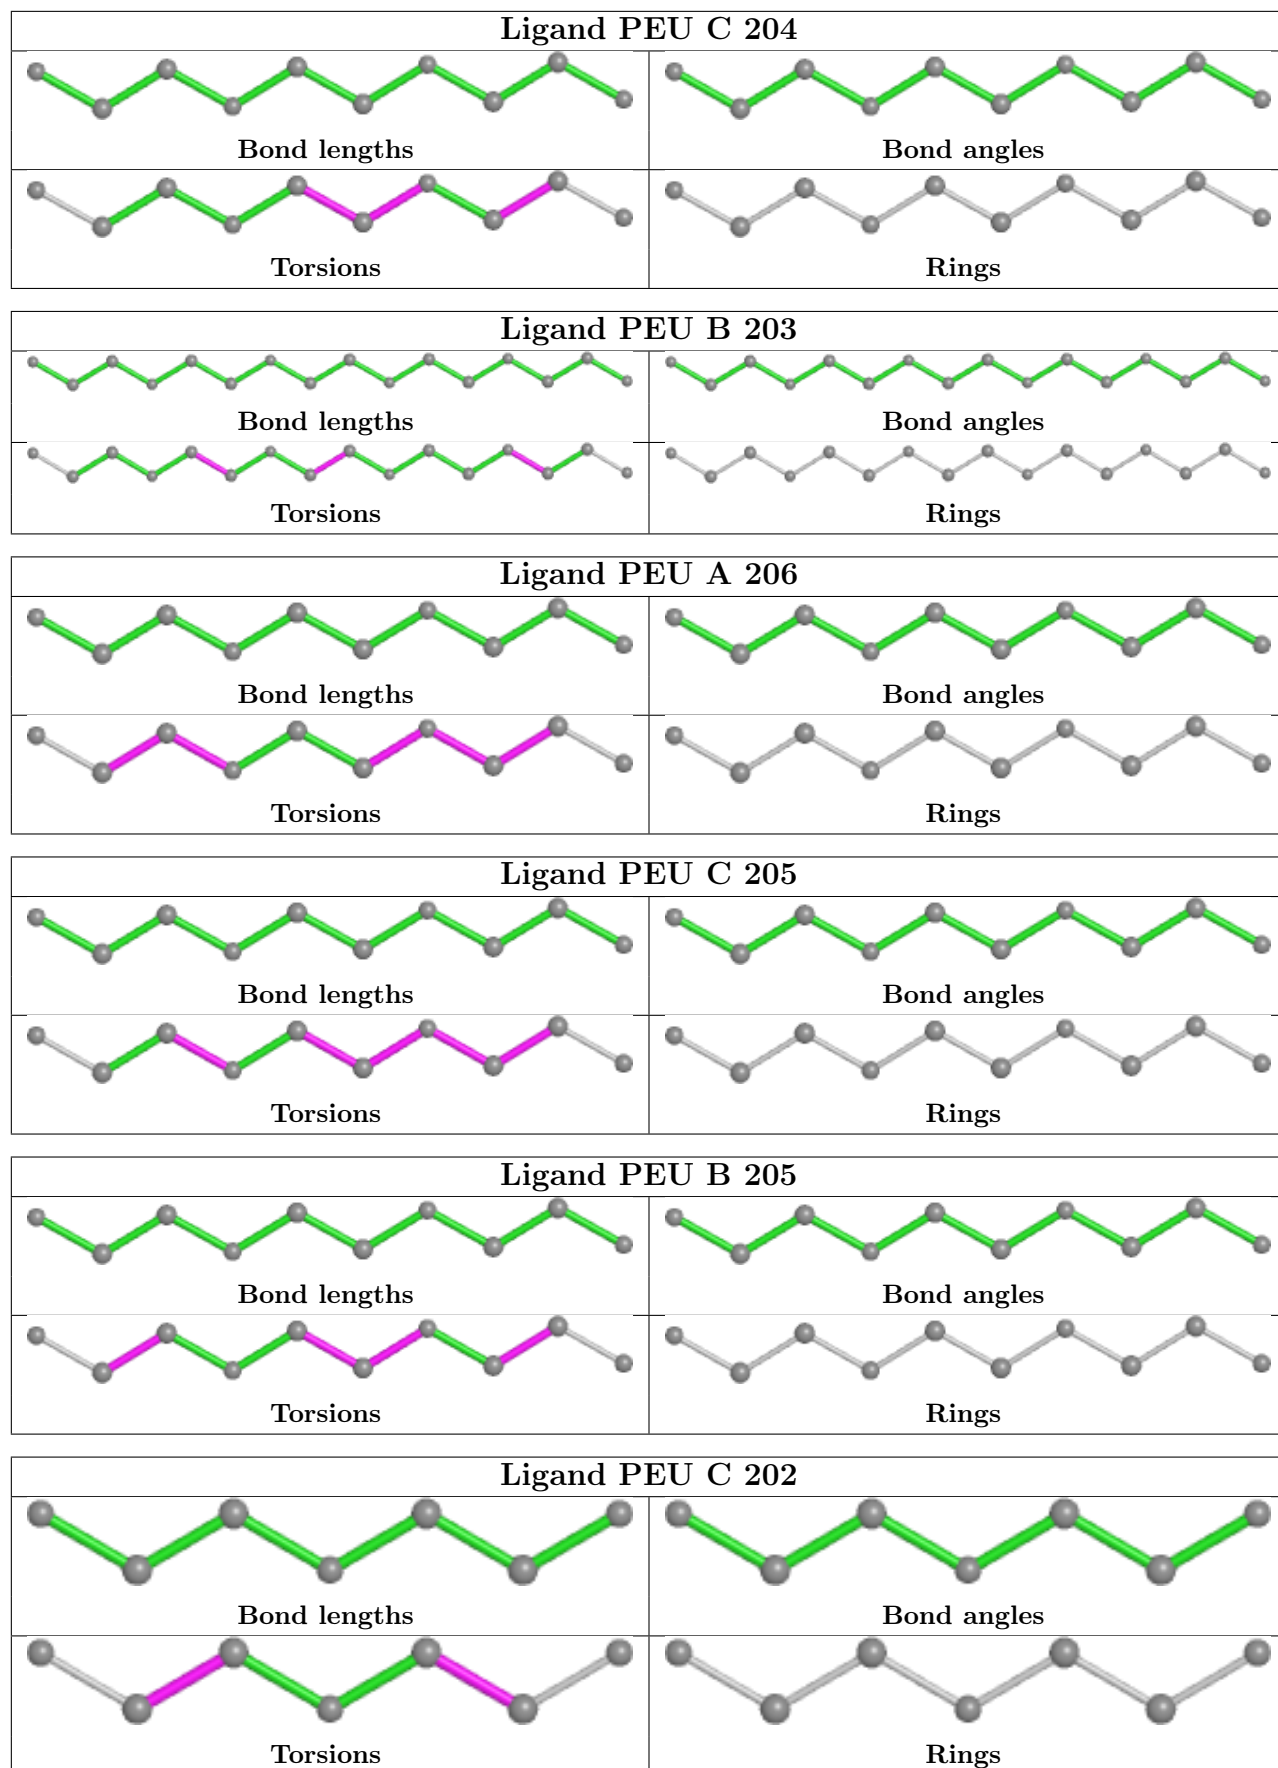 Ligand PEU C 204
Bond lengths
Bond angles
Torsions
Rings
Ligand PEU B 203
Bond lengths
Bond angles
Torsions
Rings
Ligand PEU A 206
Bond lengths
Bond angles
Torsions
Rings
Ligand PEU C 205
Bond lengths
Bond angles
Torsions
Rings
Ligand PEU B 205
Bond lengths
Bond angles
Torsions
Rings
Ligand PEU C 202
Bond lengths
Bond angles
Torsions
Rings